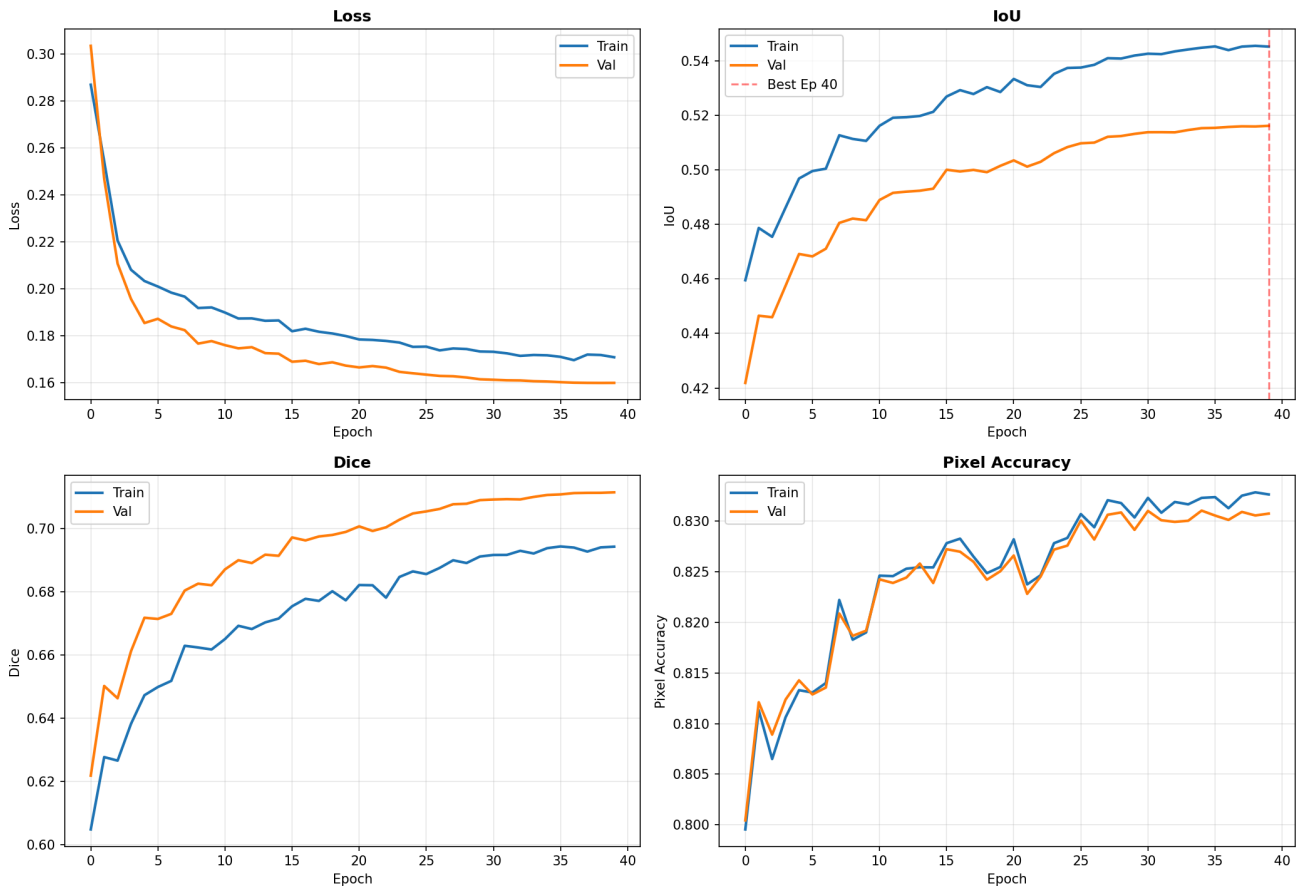 Loss
0.30
0.28
0.26
0.24
0.22
0.20
0.18
0.16
Loss
Train
Val
0 5 10 15 20 25 30 35 40
Epoch
IoU
0.54
0.52
0.50
0.48
0.46
0.44
0.42
IoU
Train
Val
Best Ep 40
0 5 10 15 20 25 30 35 40
Epoch
Dice
0.70
0.68
0.66
0.64
0.62
0.60
Dice
Train
Val
0 5 10 15 20 25 30 35 40
Epoch
Pixel Accuracy
0.830
0.825
0.820
0.815
0.810
0.805
0.800
Pixel Accuracy
Train
Val
0 5 10 15 20 25 30 35 40
Epoch